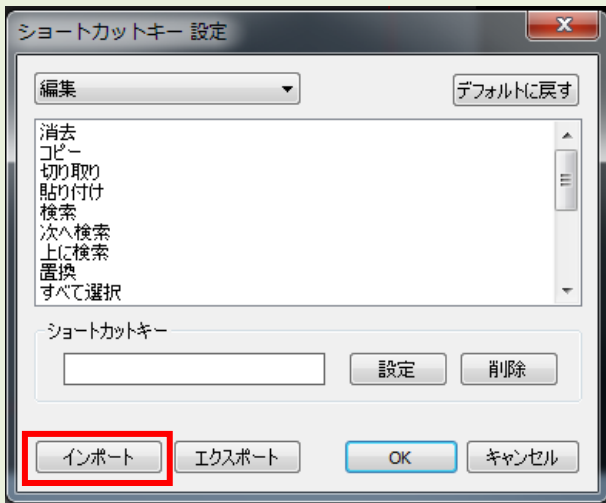 ショートカットキー 設定
編集
デフォルトに戻す
消去
コピー
切り取り
貼り付け
検索
次へ検索
上に検索
置換
すべて選択
ショートカットキー
設定
削除
インポート
エクスポート
OK
キャンセル